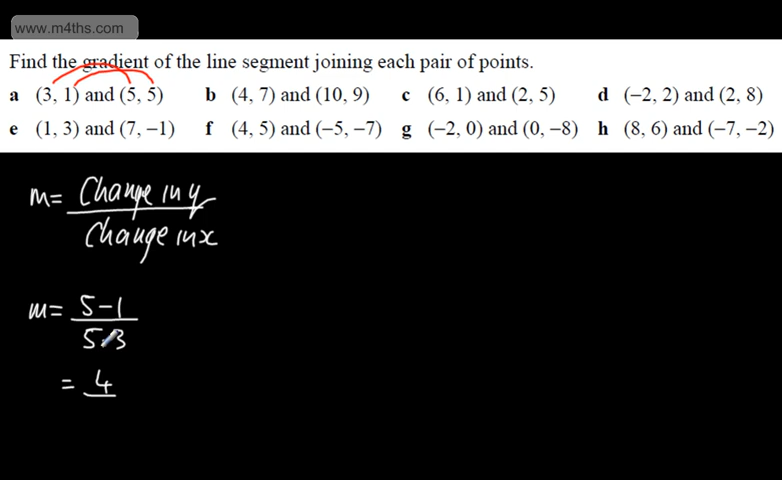 www.m4ths.com
Find the gradient of the line segment joining each pair of points.
a (3, 1) and (5, 5) b (4, 7) and (10, 9) c (6, 1) and (2, 5) d (−2, 2) and (2, 8)
e (1, 3) and (7, −1) f (4, 5) and (−5, −7) g (−2, 0) and (0, −8) h (8, 6) and (−7, −2)
m= Change in y
Change in x
m= 5-1
5-3
= 4